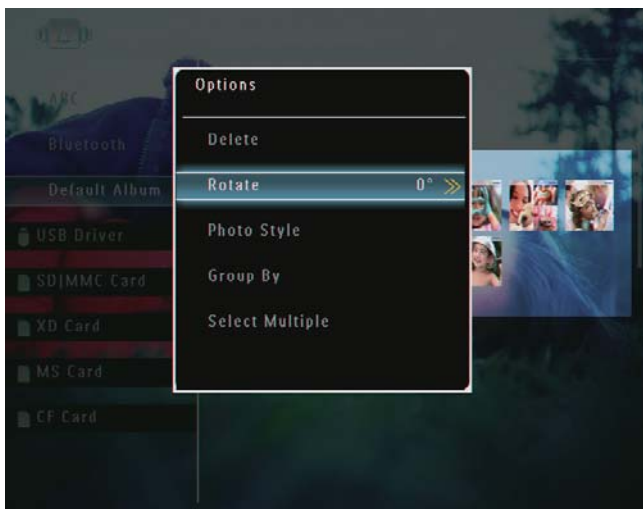 Options
Delete
Rotate 0° »
Photo Style
Group By
Select Multiple
ABC
Bluetooth
Default Album
USB Driver
SD|MMC Card
XD Card
MS Card
CF Card